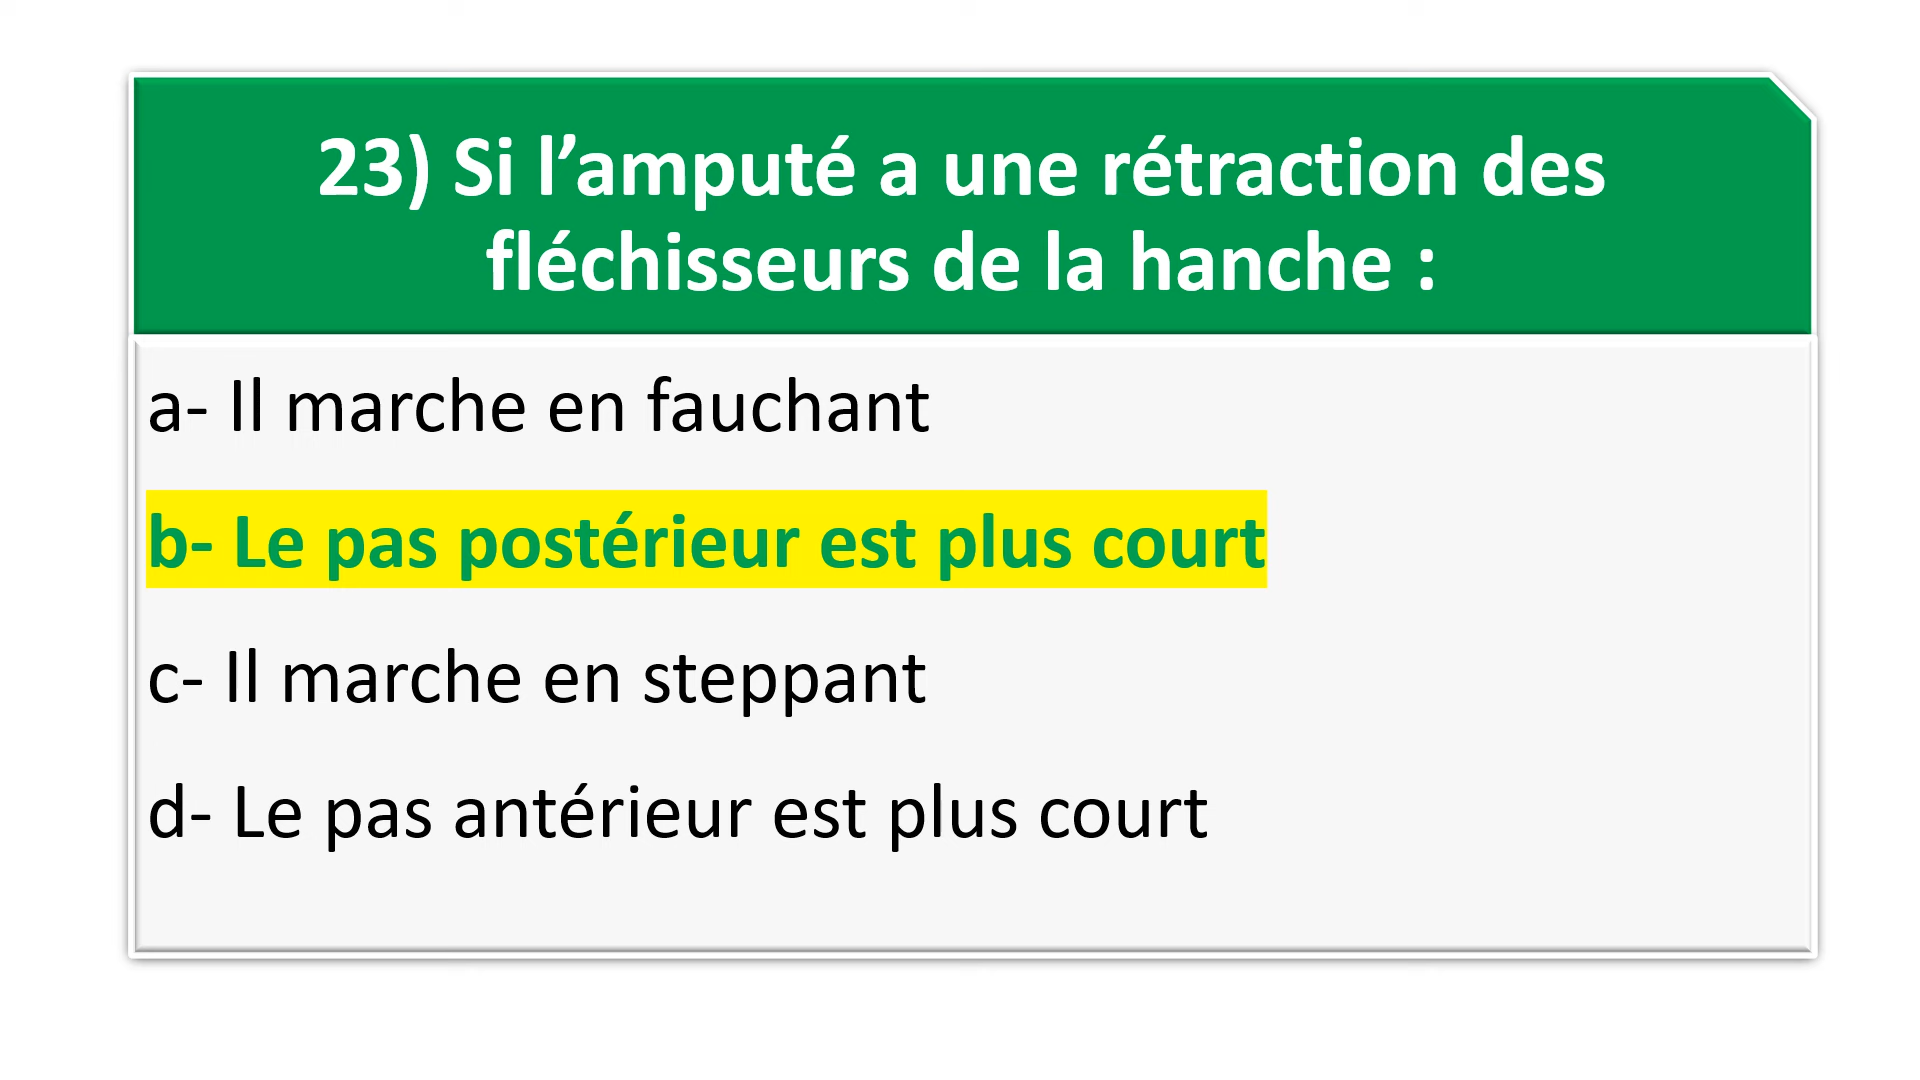 23) Si l’amputé a une rétraction des
fléchisseurs de la hanche :
a- Il marche en fauchant
b- Le pas postérieur est plus court
c- Il marche en steppant
d- Le pas antérieur est plus court